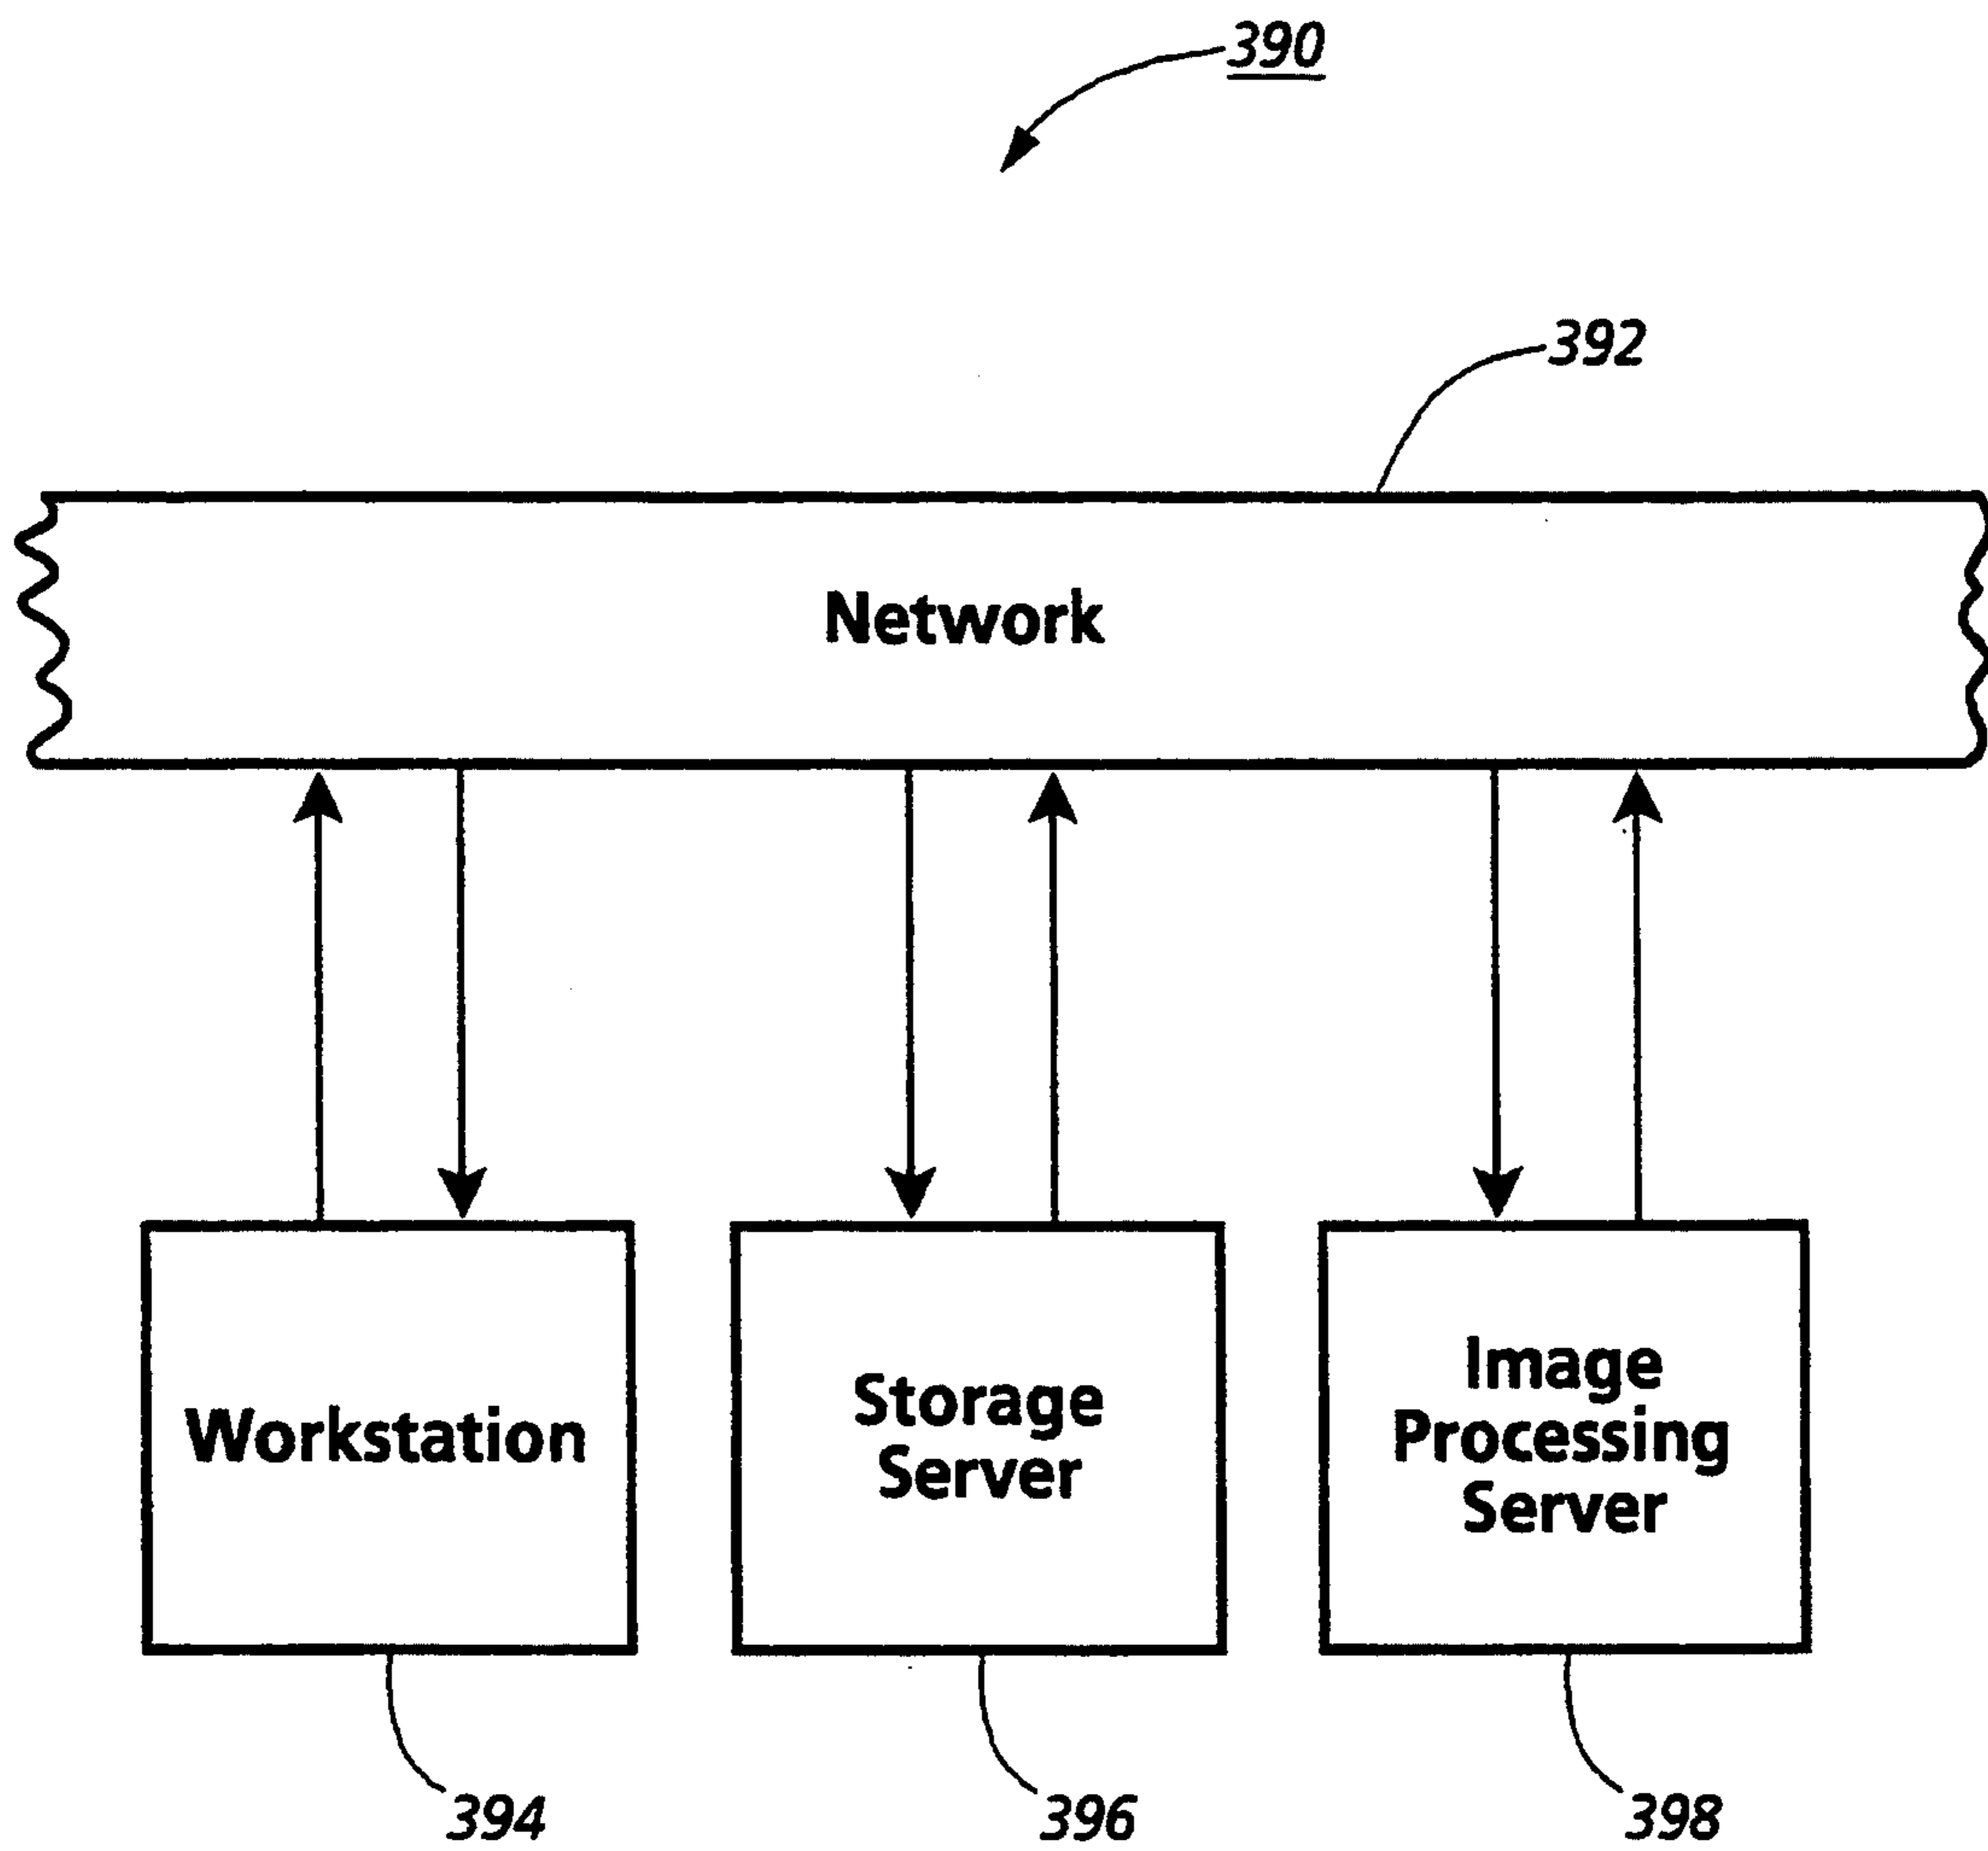 390
392
Network
Workstation
Storage
Server
Image
Processing
Server
394
396
398